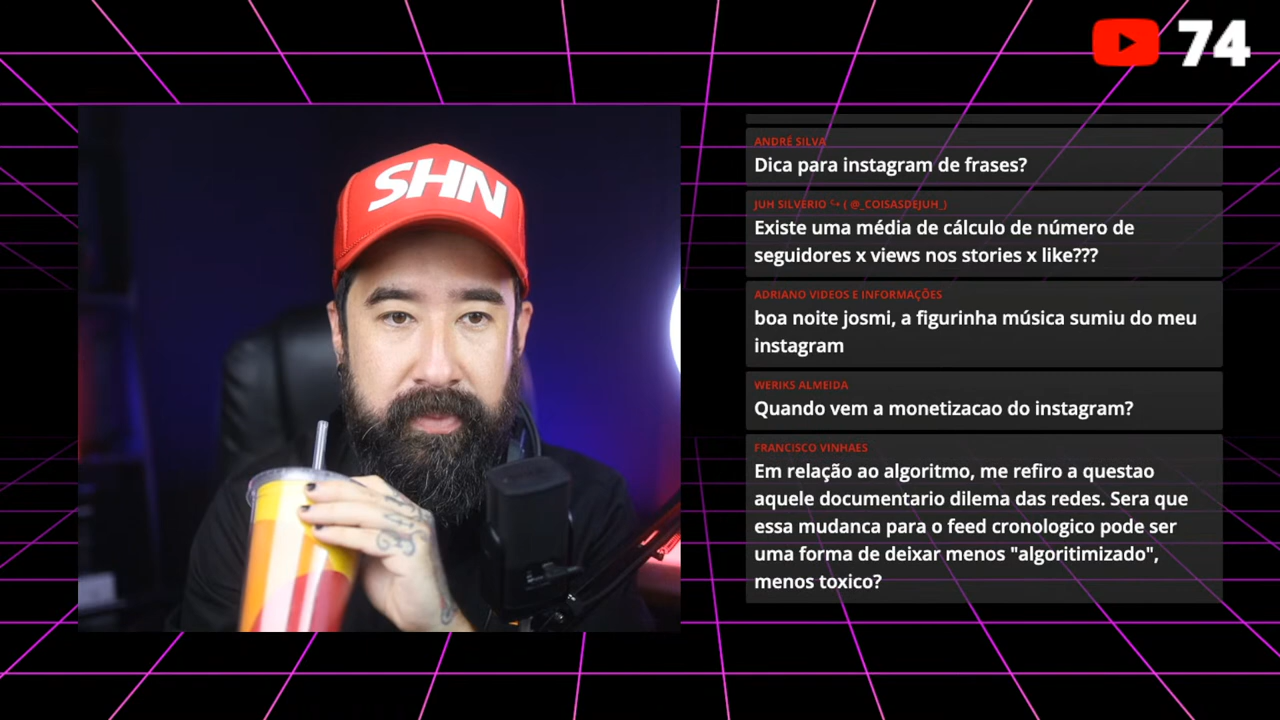 74
SHN
ANDRÉ SILVA
Dica para instagram de frases?
JUH SILVÉRIO ( @_COISASDEJUH_)
Existe uma média de cálculo de número de
seguidores x views nos stories x like???
ADRIANO VIDEOS E INFORMAÇÕES
boa noite josmi, a figurinha música sumiu do meu
instagram
WERIKS ALMEIDA
Quando vem a monetizacao do instagram?
FRANCISCO VINHAES
Em relação ao algoritmo, me refiro a questao
aquele documentario dilema das redes. Sera que
essa mudanca para o feed cronologico pode ser
uma forma de deixar menos "algoritimizado",
menos toxico?